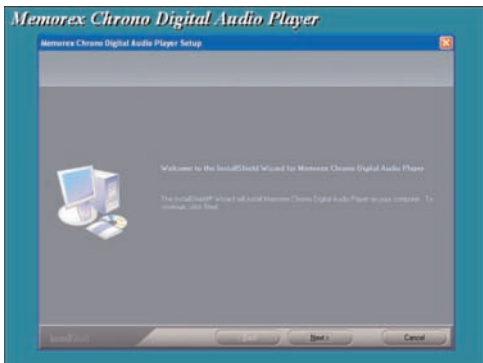 Memorex Chrono Digital Audio Player
Memorex Chrono Digital Audio Player Setup
Welcome to the InstallShield Wizard for Memorex Chrono Digital Audio Player
The InstallShield® Wizard will install Memorex Chrono Digital Audio Player on your computer. To
continue, click Next.
InstallShield
Next >
Cancel